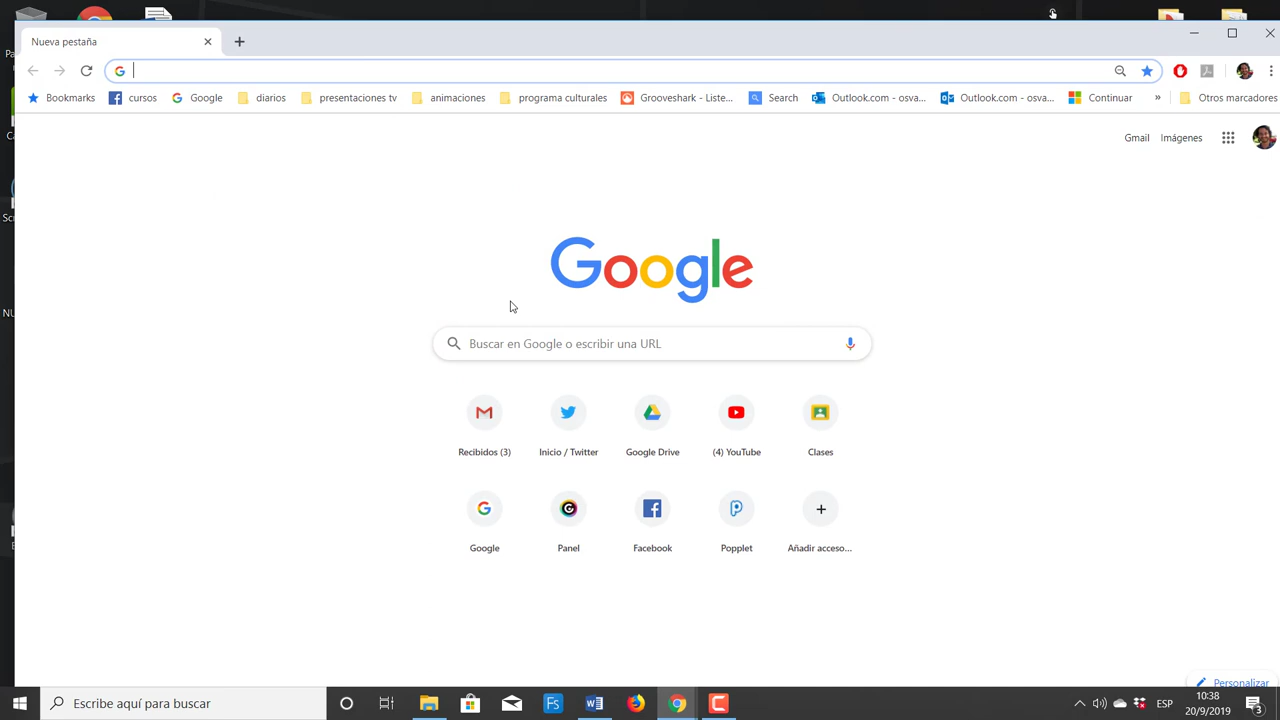 Nueva pestaña
Bookmarks cursos Google diarios presentaciones tv animaciones programa culturales Grooveshark - Liste... Search Outlook.com - osva... Outlook.com - osva... Continuar » Otros marcadores
Gmail Imágenes
Google
Buscar en Google o escribir una URL
Recibidos (3) Inicio / Twitter Google Drive (4) YouTube Clases
Google Panel Facebook Popplet Añadir acceso...
Personalizar
Escribe aquí para buscar
ESP
10:38
20/9/2019
3